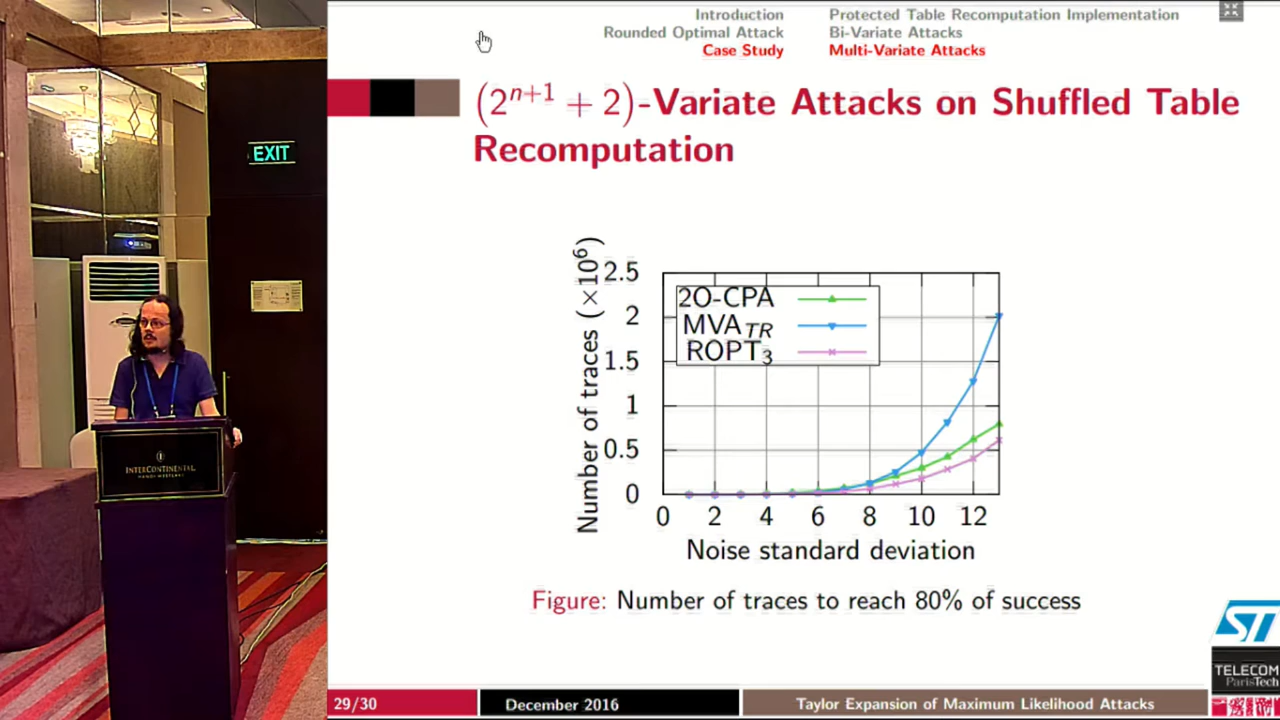 EXIT
INTERCONTINENTAL
Introduction
Rounded Optimal Attack
Case Study
Protected Table Recomputation Implementation
Bi-Variate Attacks
Multi-Variate Attacks
(2^{n+1} + 2)-Variate Attacks on Shuffled Table
Recomputation
Number of traces (×10^6)
2.5
2
1.5
1
0.5
0
2O-CPA
MVA_{TR}
ROPT_3
0 2 4 6 8 10 12
Noise standard deviation
Figure: Number of traces to reach 80% of success
ST
TELECOM
ParisTech
29/30
December 2016
Taylor Expansion of Maximum Likelihood Attacks